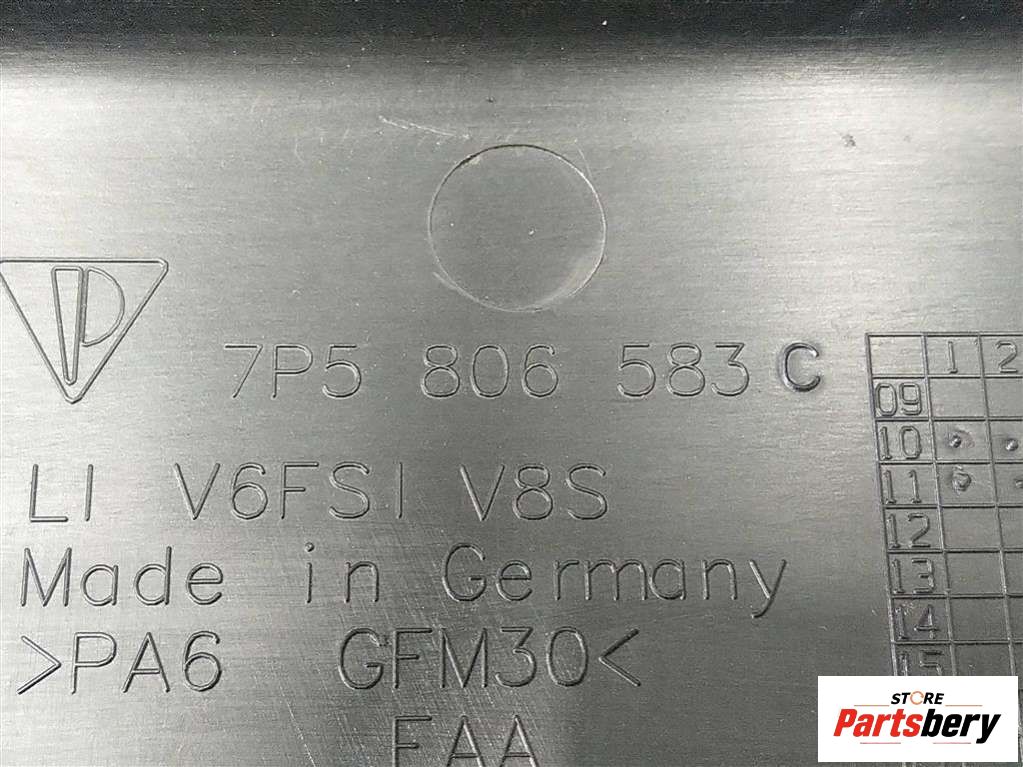 7P5 806 583 C
LI V6FSI V8S
Made in Germany
>PA6 GFM30<
FAA
1 2
09
10
11
12
13
14
15
STORE
Partsbery